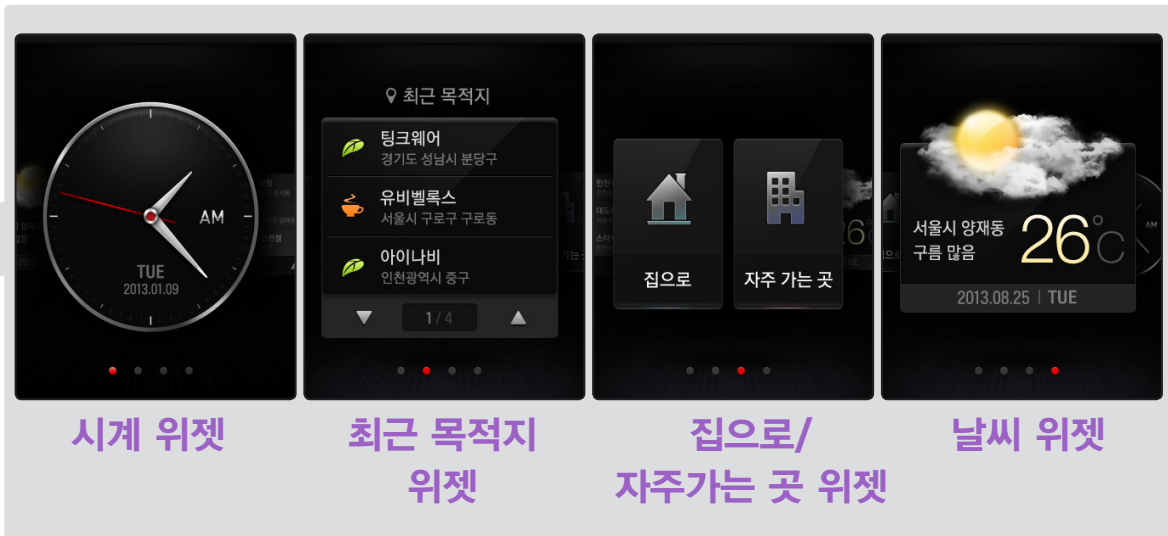 AM
TUE
2013.01.09
최근 목적지
팅크웨어
경기도 성남시 분당구
유비벨록스
서울시 구로구 구로동
아이나비
인천광역시 중구
1 / 4
집으로
자주 가는 곳
서울시 양재동
구름 많음
26°C
2013.08.25 | TUE
시계 위젯
최근 목적지
위젯
집으로/
자주가는 곳 위젯
날씨 위젯